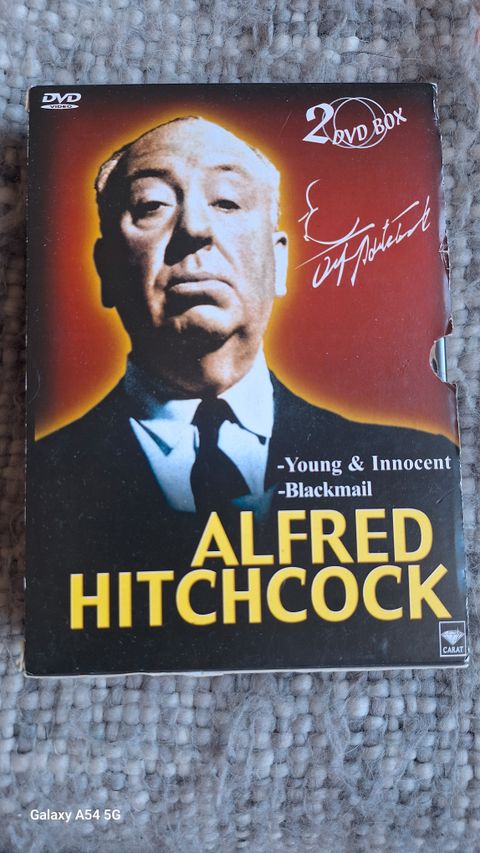 DVD
VIDEO
2 DVD BOX
-Young & Innocent
-Blackmail
ALFRED
HITCHCOCK
CARAT
Galaxy A54 5G